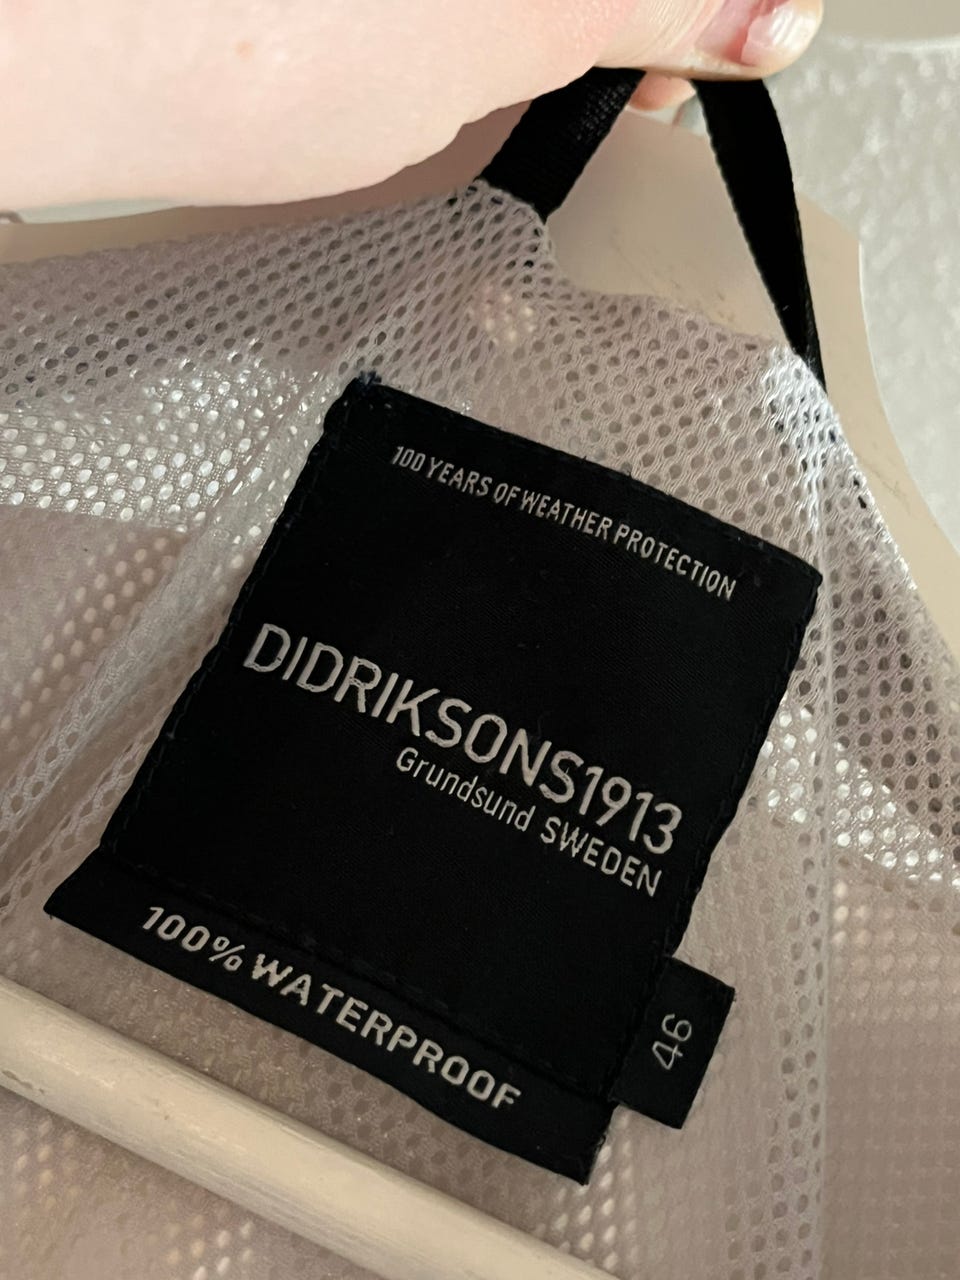 100 YEARS OF WEATHER PROTECTION
DIDRIKSONS1913
Grundsund SWEDEN
100% WATERPROOF
46